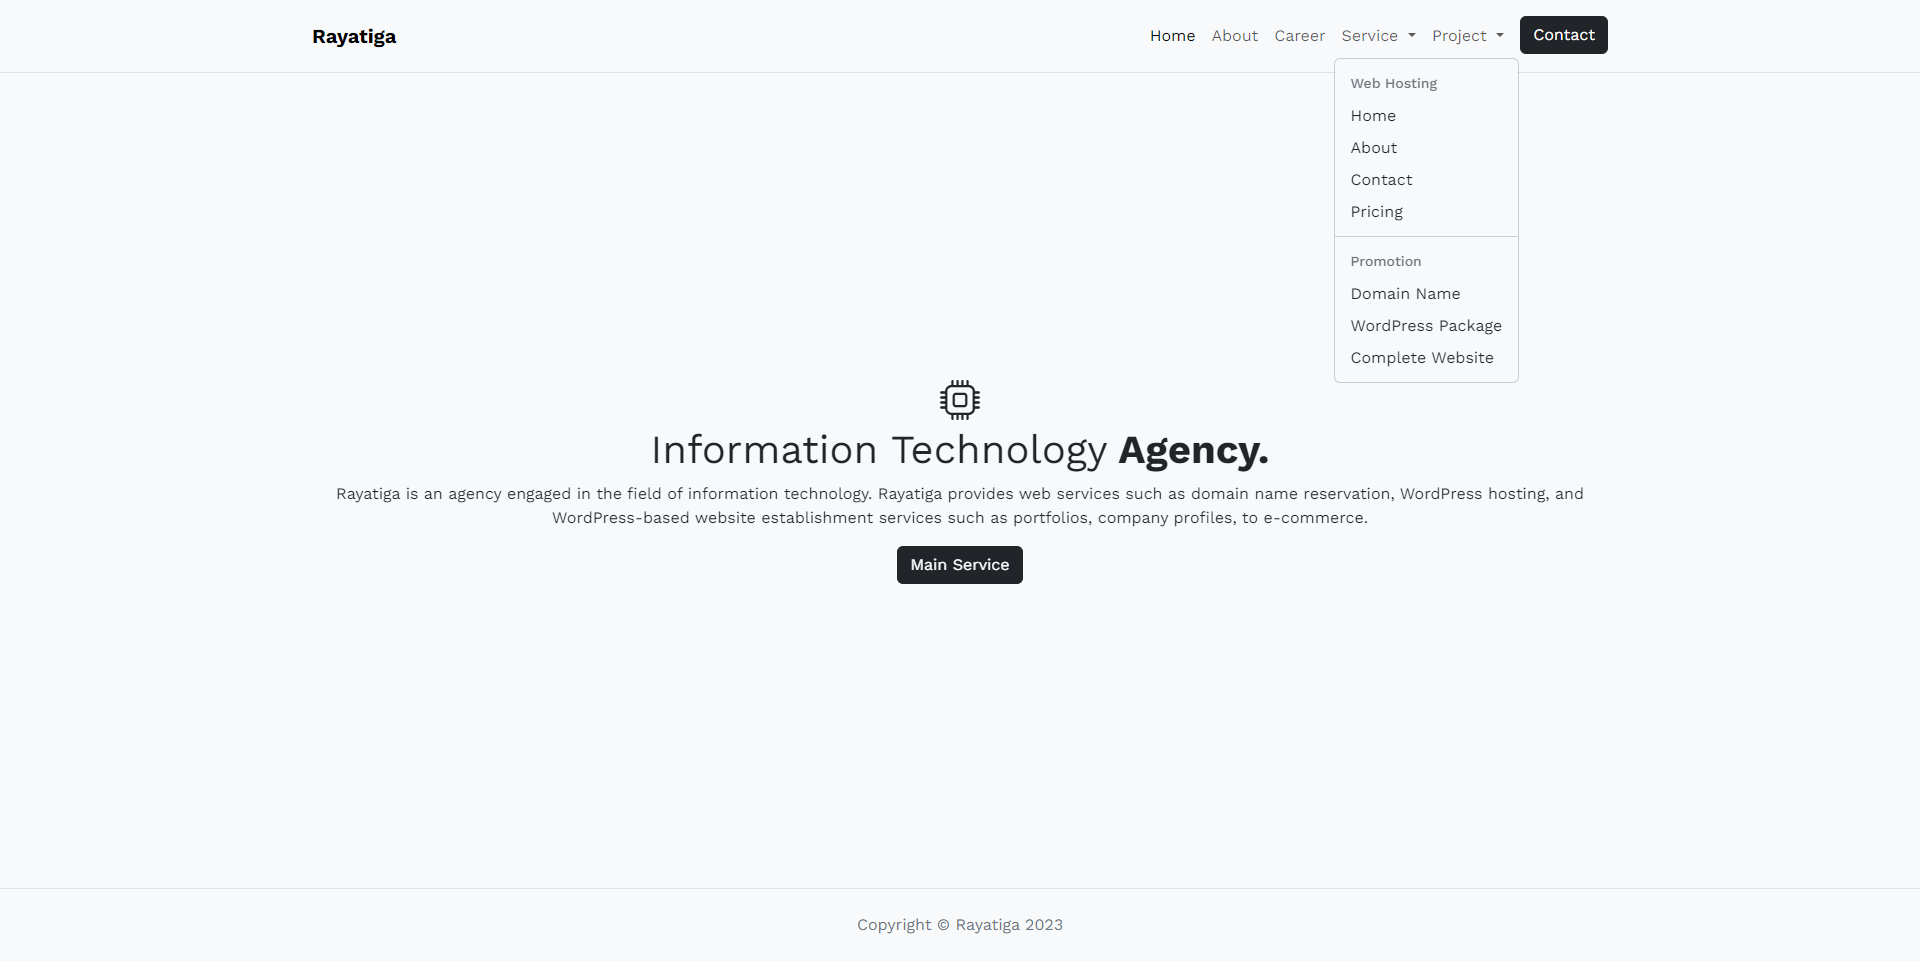 Rayatiga
Home About Career Service Project Contact
Web Hosting
Home
About
Contact
Pricing
Promotion
Domain Name
WordPress Package
Complete Website
Information Technology Agency.
Rayatiga is an agency engaged in the field of information technology. Rayatiga provides web services such as domain name reservation, WordPress hosting, and
WordPress-based website establishment services such as portfolios, company profiles, to e-commerce.
Main Service
Copyright © Rayatiga 2023